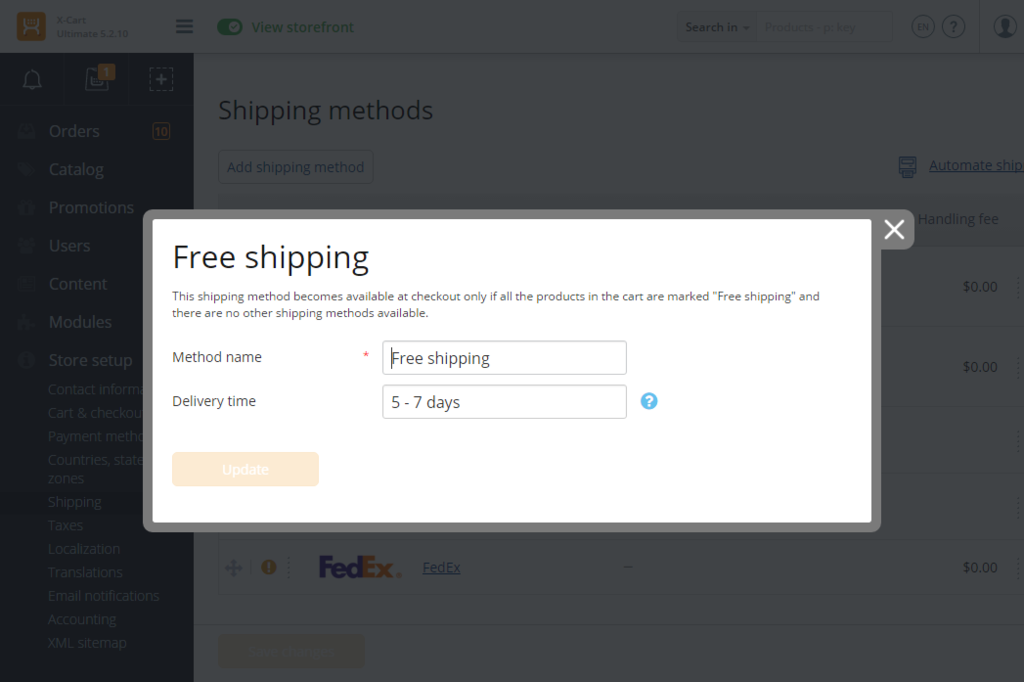 X-Cart
Ultimate 5.2.10
View storefront
Search in
EN
?
1
Orders 10
Catalog
Promotions
Users
Content
Modules
Store setup
Contact informa
Cart & checkou
Payment metho
Countries, state
zones
Shipping
Taxes
Localization
Translations
Email notifications
Accounting
XML sitemap
Shipping methods
Add shipping method
Automate ship
Handling fee
$0.00
$0.00
Free shipping
This shipping method becomes available at checkout only if all the products in the cart are marked "Free shipping" and
there are no other shipping methods available.
Method name * Free shipping
Delivery time 5 - 7 days ?
Update
FedEx FedEx – $0.00